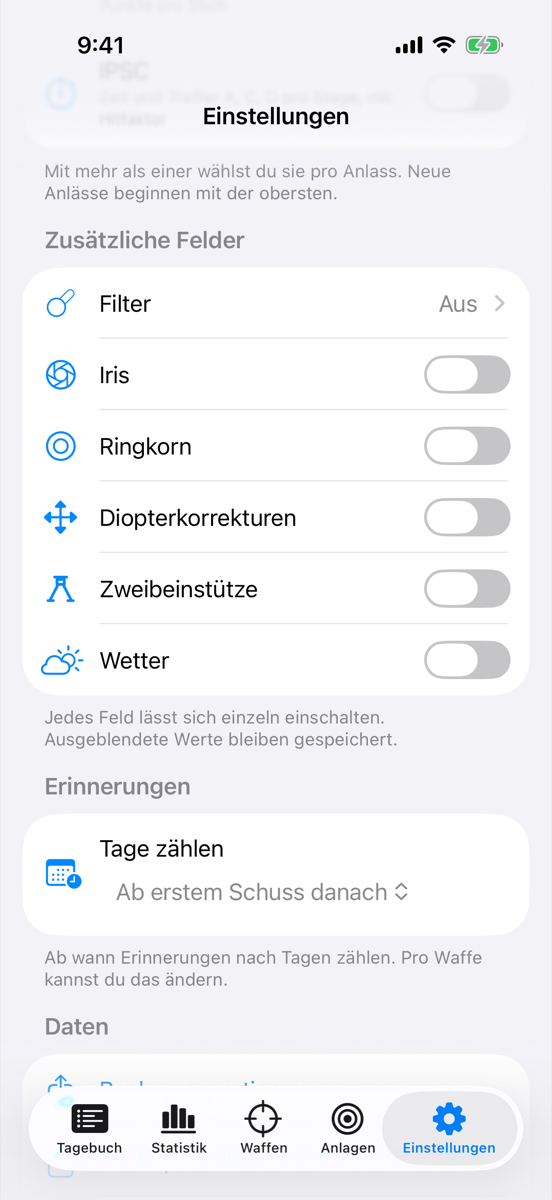 9:41
IPSC
Einstellungen
Mit mehr als einer wählst du sie pro Anlass. Neue
Anlässe beginnen mit der obersten.
Zusätzliche Felder
Filter
Aus
Iris
Ringkorn
Diopterkorrekturen
Zweibeinstütze
Wetter
Jedes Feld lässt sich einzeln einschalten.
Ausgeblendete Werte bleiben gespeichert.
Erinnerungen
Tage zählen
Ab erstem Schuss danach
Ab wann Erinnerungen nach Tagen zählen. Pro Waffe
kannst du das ändern.
Daten
Tagebuch
Statistik
Waffen
Anlagen
Einstellungen